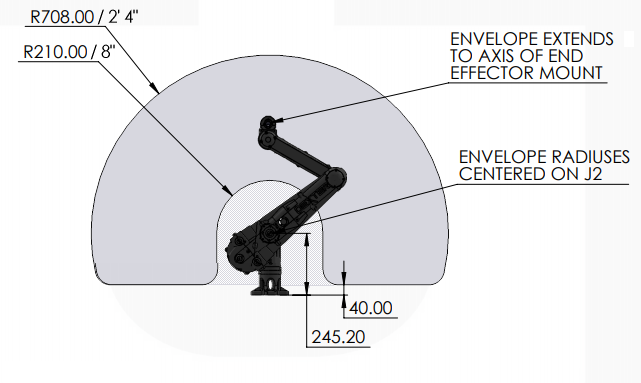 R708.00 / 2' 4"
R210.00 / 8"
ENVELOPE EXTENDS
TO AXIS OF END
EFFECTOR MOUNT
ENVELOPE RADIUSES
CENTERED ON J2
40.00
245.20